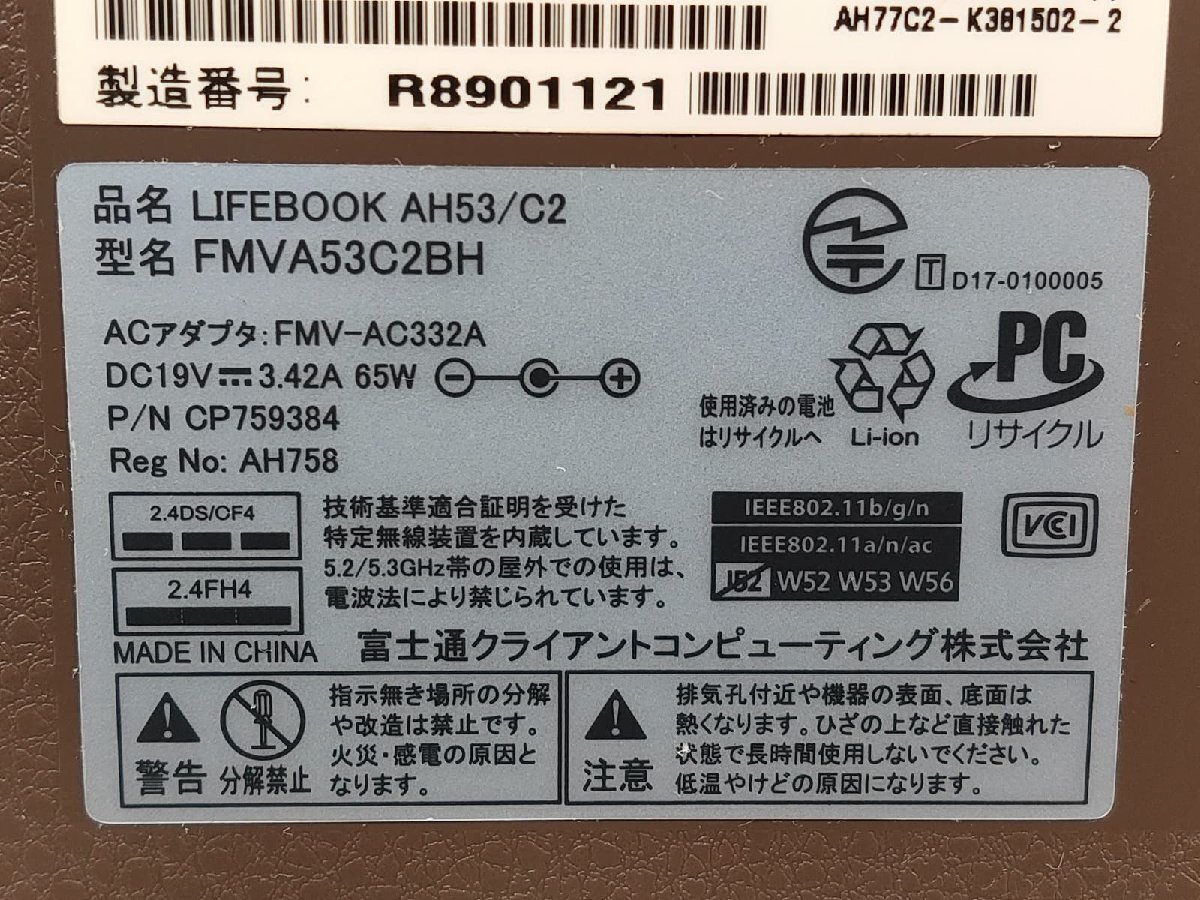 AH77C2-K381502-2
製造番号: R8901121
品名 LIFEBOOK AH53/C2
型名 FMVA53C2BH
T D17-0100005
ACアダプタ:FMV-AC332A
DC19V 3.42A 65W
P/N CP759384
Reg No: AH758
使用済みの電池
はリサイクルへ
Li-ion
PC
リサイクル
2.4DS/OF4
2.4FH4
技術基準適合証明を受けた
特定無線装置を内蔵しています。
5.2/5.3GHz帯の屋外での使用は、
電波法により禁じられています。
IEEE802.11b/g/n
IEEE802.11a/n/ac
J52 W52 W53 W56
VCCI
MADE IN CHINA
富士通クライアントコンピューティング株式会社
警告
分解禁止
指示無き場所の分解
や改造は禁止です。
火災・感電の原因と
なります。
注意
排気孔付近や機器の表面、底面は
熱くなります。ひざの上など直接触れた
状態で長時間使用しないでください。
低温やけどの原因になります。